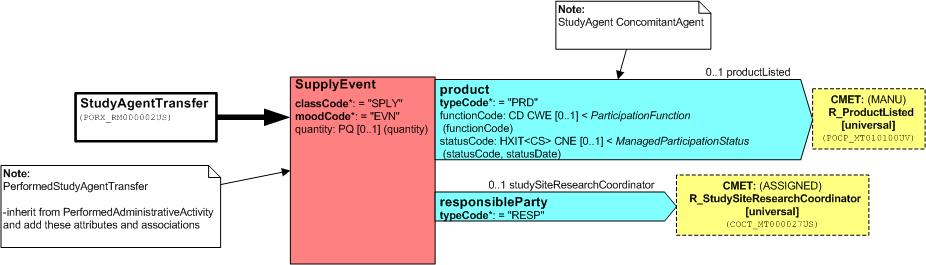 Note:
StudyAgent ConcomitantAgent
0..1 productListed
StudyAgentTransfer
(PORX_RM000002US)
SupplyEvent
classCode*: = "SPLY"
moodCode*: = "EVN"
quantity: PQ [0..1] (quantity)
product
typeCode*: = "PRD"
functionCode: CD CWE [0..1] < ParticipationFunction
(functionCode)
statusCode: HXIT<CS> CNE [0..1] < ManagedParticipationStatus
(statusCode, statusDate)
CMET: (MANU)
R_ProductListed
[universal]
(POCP_MT010100UV)
Note:
PerformedStudyAgentTransfer
-inherit from PerformedAdministrativeActivity
and add these attributes and associations
0..1 studySiteResearchCoordinator
responsibleParty
typeCode*: = "RESP"
CMET: (ASSIGNED)
R_StudySiteResearchCoordinator
[universal]
(COCT_MT000027US)